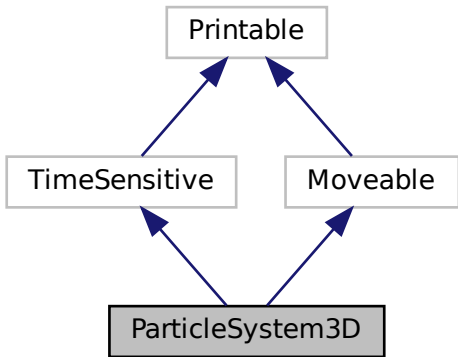 Printable
TimeSensitive
Moveable
ParticleSystem3D